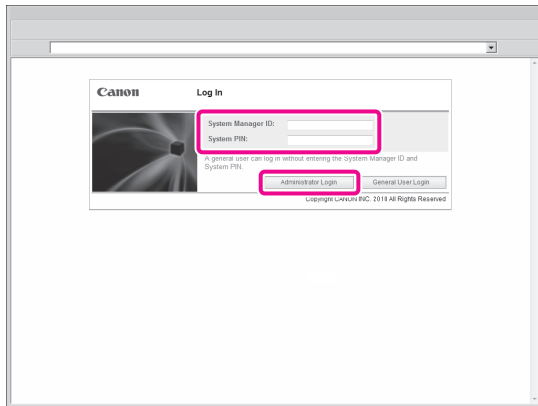 Canon
Log In
System Manager ID:
System PIN:
A general user can log in without entering the System Manager ID and
System PIN.
Administrator Login
General User Login
Copyright CANON INC. 2010 All Rights Reserved